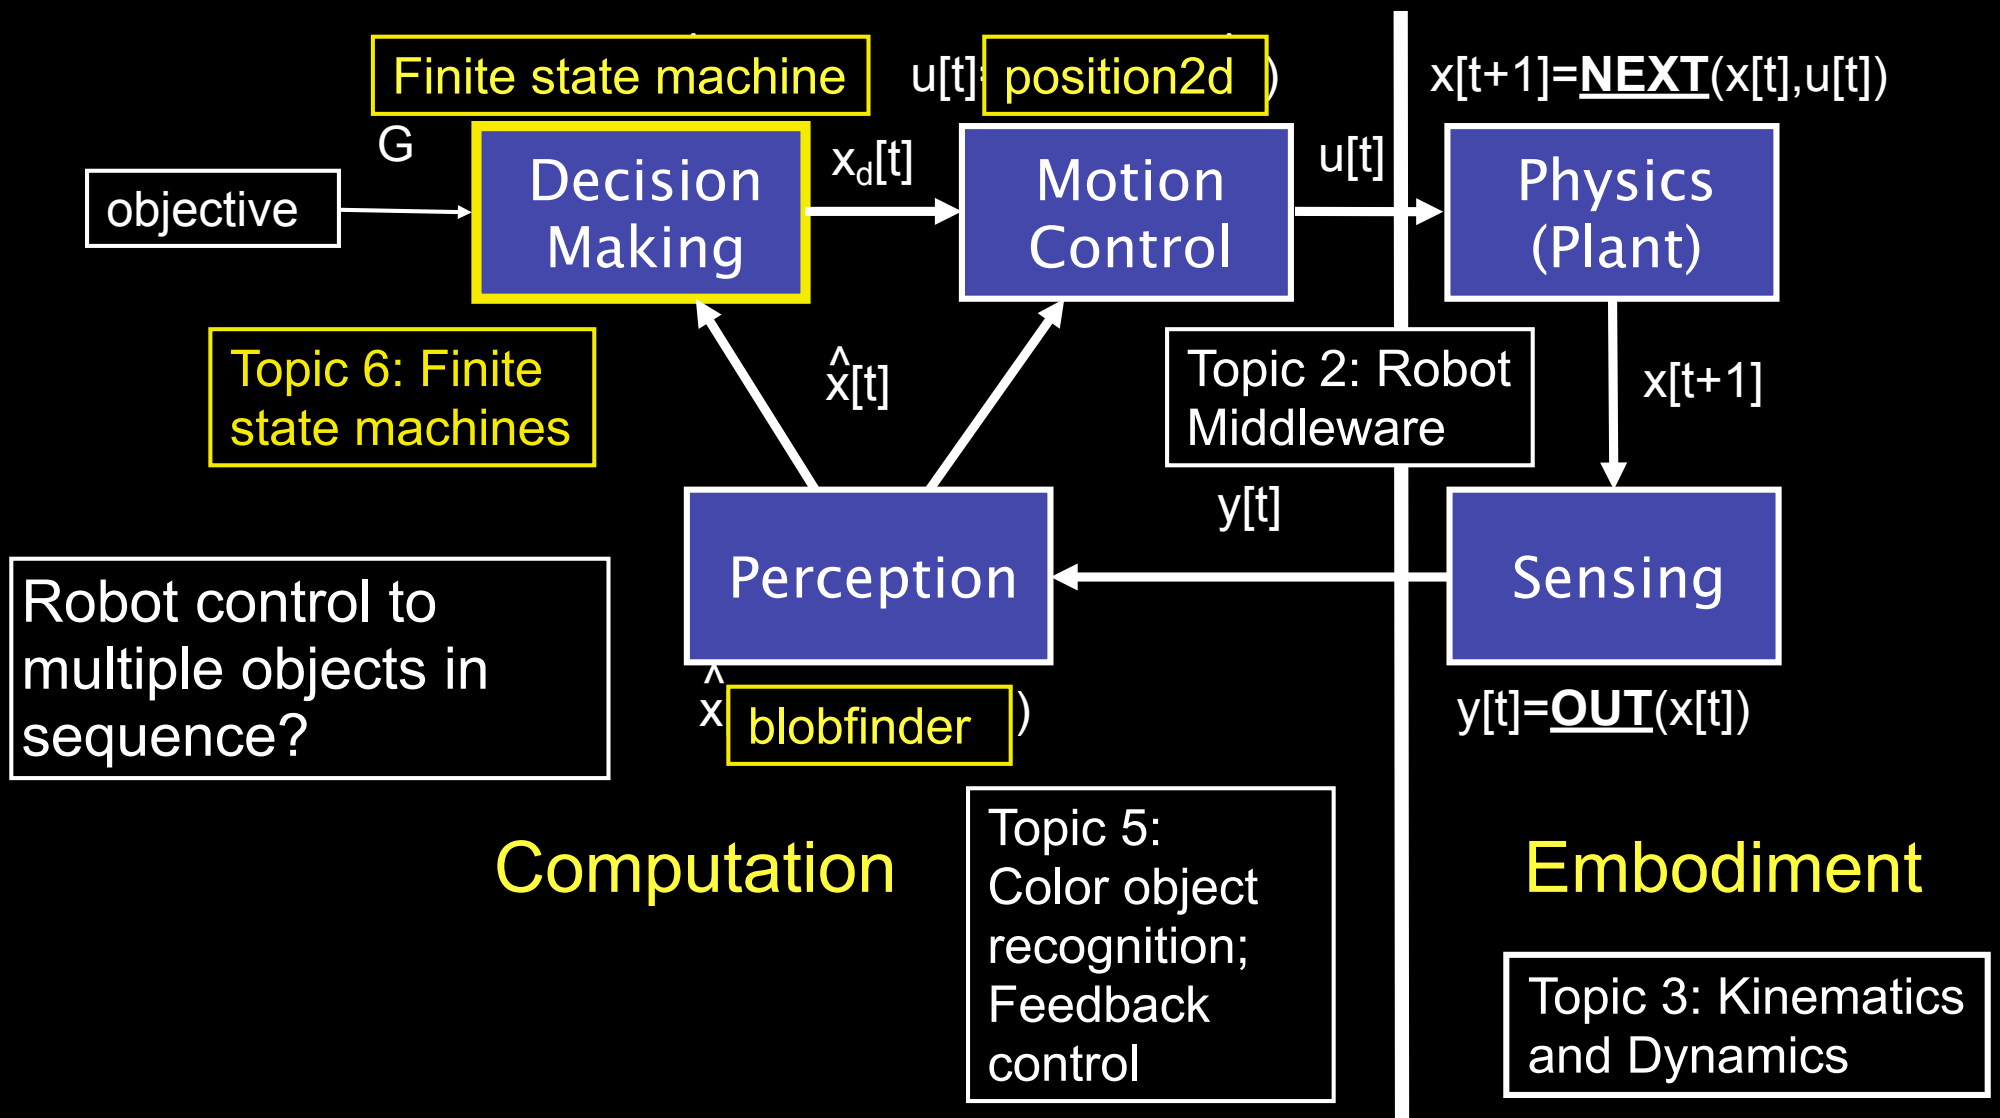 Finite state machine
u[t]= position2d )
x[t+1]=NEXT(x[t],u[t])
G
objective
Decision
Making
xd[t]
Motion
Control
u[t]
Physics
(Plant)
Topic 6: Finite
state machines
^
x[t]
Topic 2: Robot
Middleware
x[t+1]
y[t]
Perception
Sensing
Robot control to
multiple objects in
sequence?
^
x blobfinder )
y[t]=OUT(x[t])
Computation
Topic 5:
Color object
recognition;
Feedback
control
Embodiment
Topic 3: Kinematics
and Dynamics